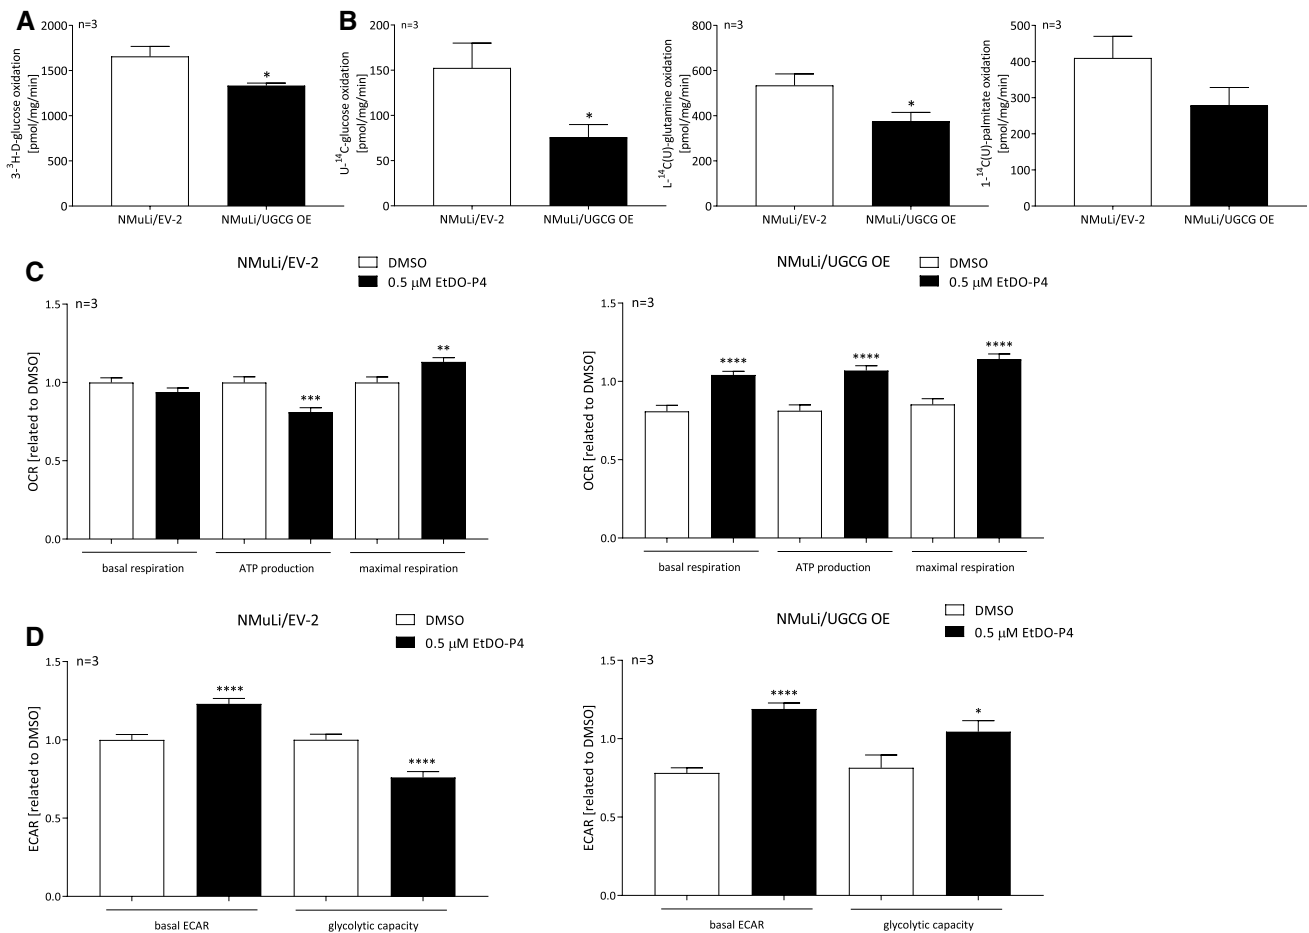 A
n=3
3-³H-D-glucose oxidation
[pmol/mg/min]
2000
1500
1000
500
0
*
NMuLi/EV-2
NMuLi/UGCG OE
B
n=3
U-¹⁴C-glucose oxidation
[pmol/mg/min]
200
150
100
50
0
*
NMuLi/EV-2
NMuLi/UGCG OE
L-¹⁴C(U)-glutamine oxidation
[pmol/mg/min]
n=3
800
600
400
200
0
*
NMuLi/EV-2
NMuLi/UGCG OE
1-¹⁴C(U)-palmitate oxidation
[pmol/mg/min]
n=3
500
400
300
200
100
0
NMuLi/EV-2
NMuLi/UGCG OE
C
NMuLi/EV-2
DMSO
0.5 µM EtDO-P4
n=3
OCR [related to DMSO]
1.5
1.0
0.5
0.0
***
**
basal respiration
ATP production
maximal respiration
NMuLi/UGCG OE
DMSO
0.5 µM EtDO-P4
n=3
OCR [related to DMSO]
1.5
1.0
0.5
0.0
****
****
****
basal respiration
ATP production
maximal respiration
D
NMuLi/EV-2
DMSO
0.5 µM EtDO-P4
n=3
ECAR [related to DMSO]
1.5
1.0
0.5
0.0
****
****
basal ECAR
glycolytic capacity
NMuLi/UGCG OE
DMSO
0.5 µM EtDO-P4
n=3
ECAR [related to DMSO]
1.5
1.0
0.5
0.0
****
*
basal ECAR
glycolytic capacity